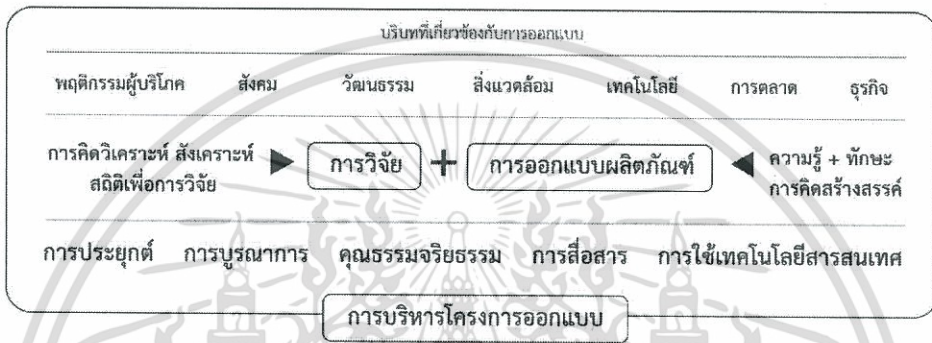 บริบทที่เกี่ยวข้องกับการออกแบบ
พฤติกรรมผู้บริโภค สังคม วัฒนธรรม สิ่งแวดล้อม เทคโนโลยี การตลาด ธุรกิจ
การคิดวิเคราะห์ สังเคราะห์
สถิติเพื่อการวิจัย
การวิจัย + การออกแบบผลิตภัณฑ์
ความรู้ + ทักษะ
การคิดสร้างสรรค์
การประยุกต์ การบูรณาการ คุณธรรมจริยธรรม การสื่อสาร การใช้เทคโนโลยีสารสนเทศ
การบริหารโครงการออกแบบ